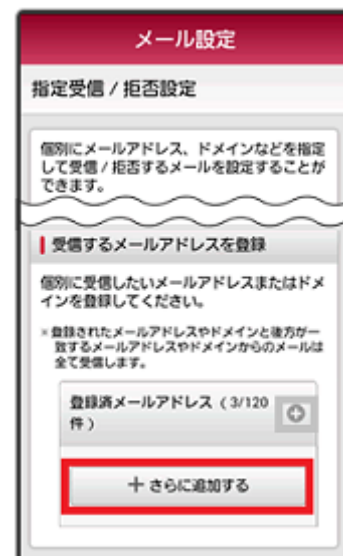 メール設定
指定受信 / 拒否設定
個別にメールアドレス、ドメインなどを指定
して受信 / 拒否するメールを設定することが
できます。
受信するメールアドレスを登録
個別に受信したいメールアドレスまたはドメ
インを登録してください。
※登録されたメールアドレスやドメインと後方が一
致するメールアドレスやドメインからのメールは
全て受信します。
登録済メールアドレス（3/120
件）
＋さらに追加する